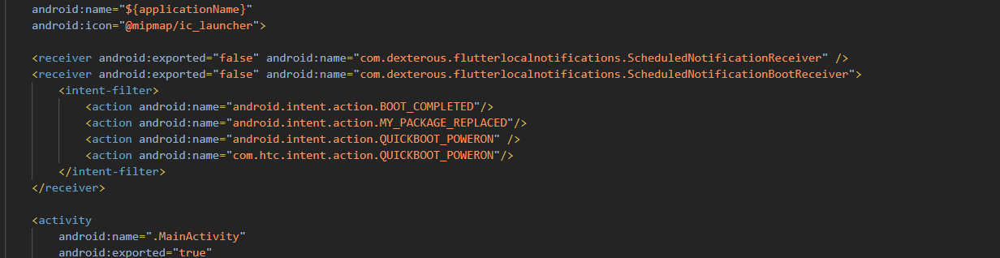 android:name="${applicationName}"
android:icon="@mipmap/ic_launcher">
<receiver android:exported="false" android:name="com.dexterous.flutterlocalnotifications.ScheduledNotificationReceiver" />
<receiver android:exported="false" android:name="com.dexterous.flutterlocalnotifications.ScheduledNotificationBootReceiver">
<intent-filter>
<action android:name="android.intent.action.BOOT_COMPLETED"/>
<action android:name="android.intent.action.MY_PACKAGE_REPLACED"/>
<action android:name="android.intent.action.QUICKBOOT_POWERON" />
<action android:name="com.htc.intent.action.QUICKBOOT_POWERON"/>
</intent-filter>
</receiver>
<activity
android:name=".MainActivity"
android:exported="true"